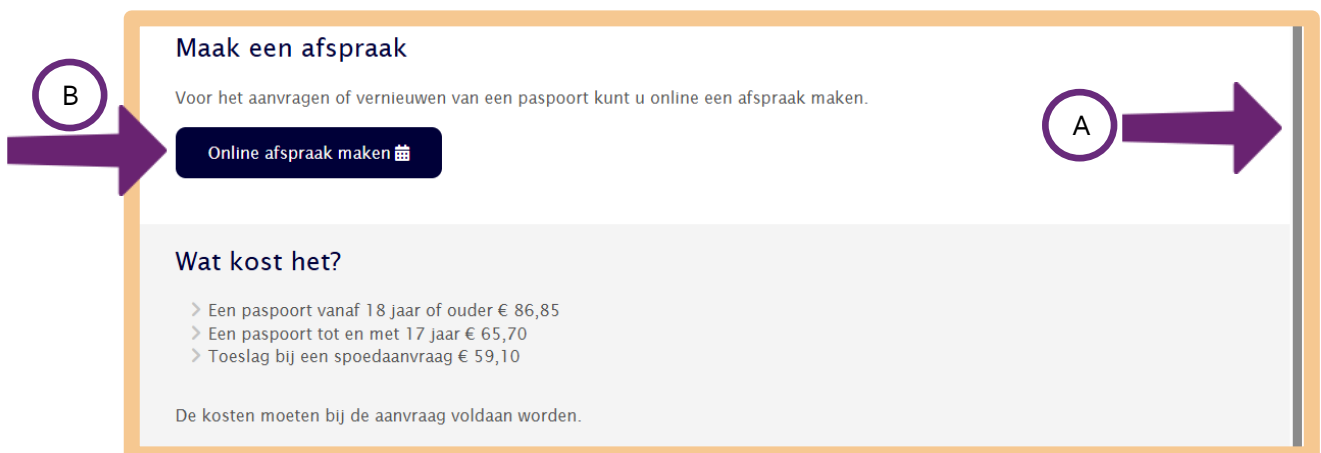 Maak een afspraak
B
Voor het aanvragen of vernieuwen van een paspoort kunt u online een afspraak maken.
A
Online afspraak maken
Wat kost het?
Een paspoort vanaf 18 jaar of ouder € 86,85
Een paspoort tot en met 17 jaar € 65,70
Toeslag bij een spoedaanvraag € 59,10
De kosten moeten bij de aanvraag voldaan worden.